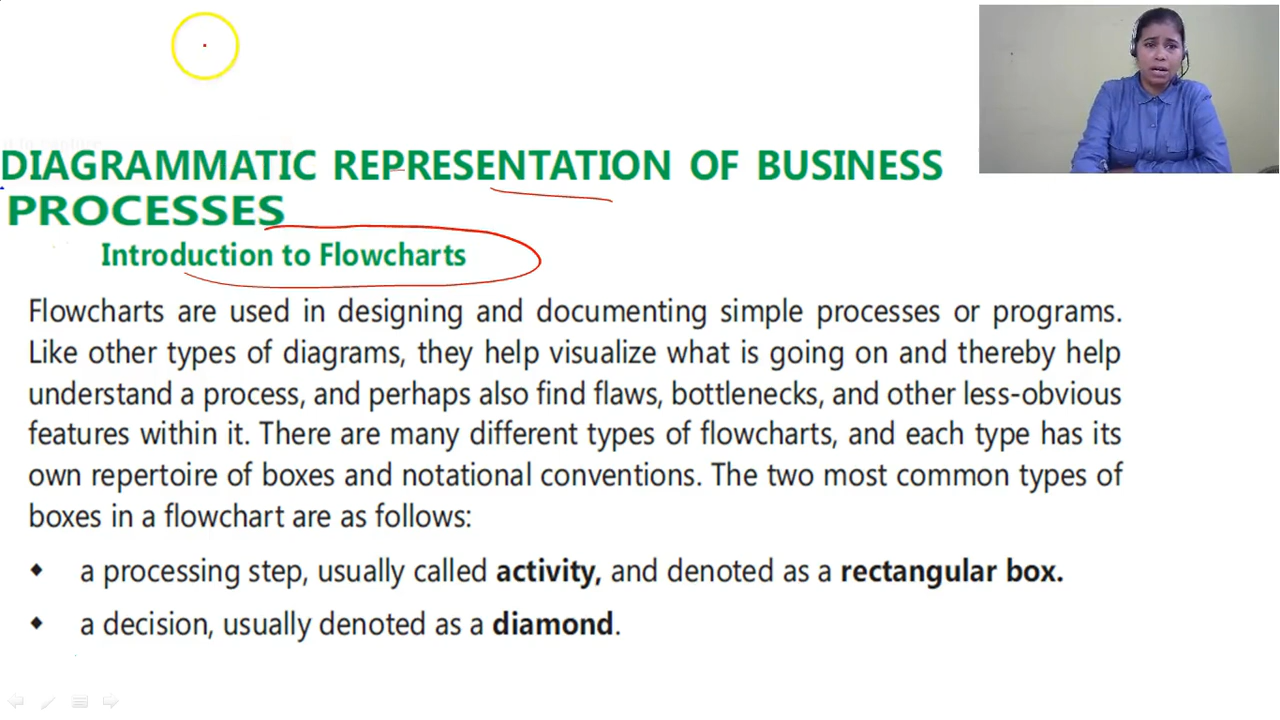 DIAGRAMMATIC REPRESENTATION OF BUSINESS
PROCESSES
Introduction to Flowcharts
Flowcharts are used in designing and documenting simple processes or programs.
Like other types of diagrams, they help visualize what is going on and thereby help
understand a process, and perhaps also find flaws, bottlenecks, and other less-obvious
features within it. There are many different types of flowcharts, and each type has its
own repertoire of boxes and notational conventions. The two most common types of
boxes in a flowchart are as follows:
◆ a processing step, usually called activity, and denoted as a rectangular box.
◆ a decision, usually denoted as a diamond.